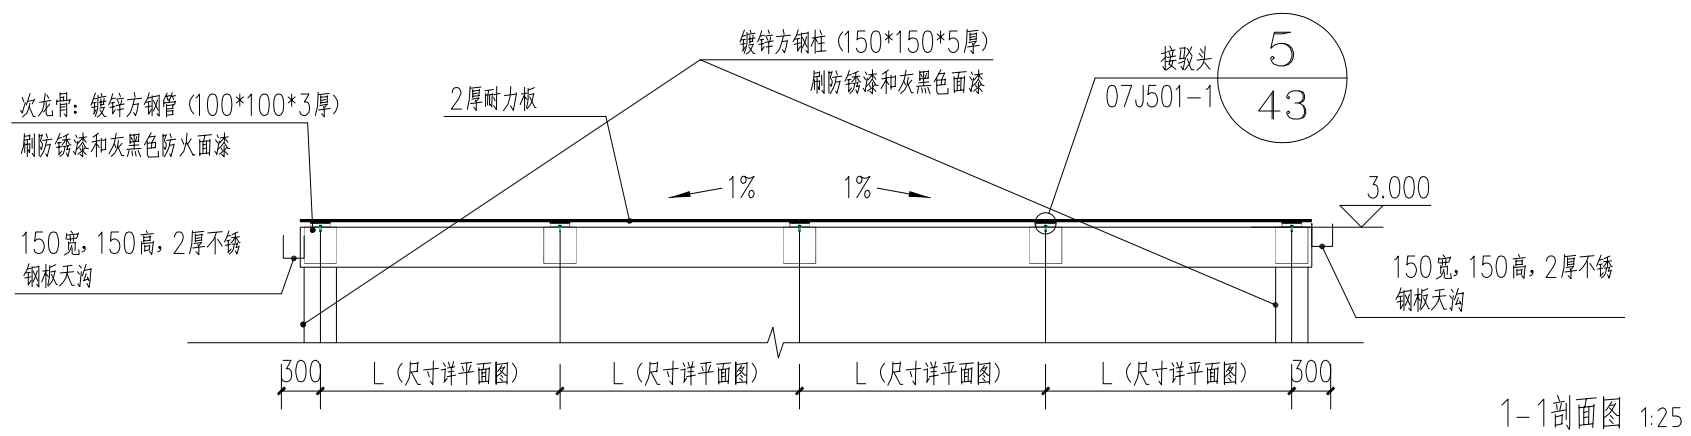 镀锌方钢柱（150*150*5厚）
刷防锈漆和灰黑色面漆
接驳头
07J501-1
5
43
次龙骨：镀锌方钢管（100*100*3厚）
刷防锈漆和灰黑色防火面漆
2厚耐力板
1%
1%
3.000
150宽，150高，2厚不锈
钢板天沟
150宽，150高，2厚不锈
钢板天沟
300
L（尺寸详平面图）
L（尺寸详平面图）
L（尺寸详平面图）
L（尺寸详平面图）
300
1-1剖面图 1:25